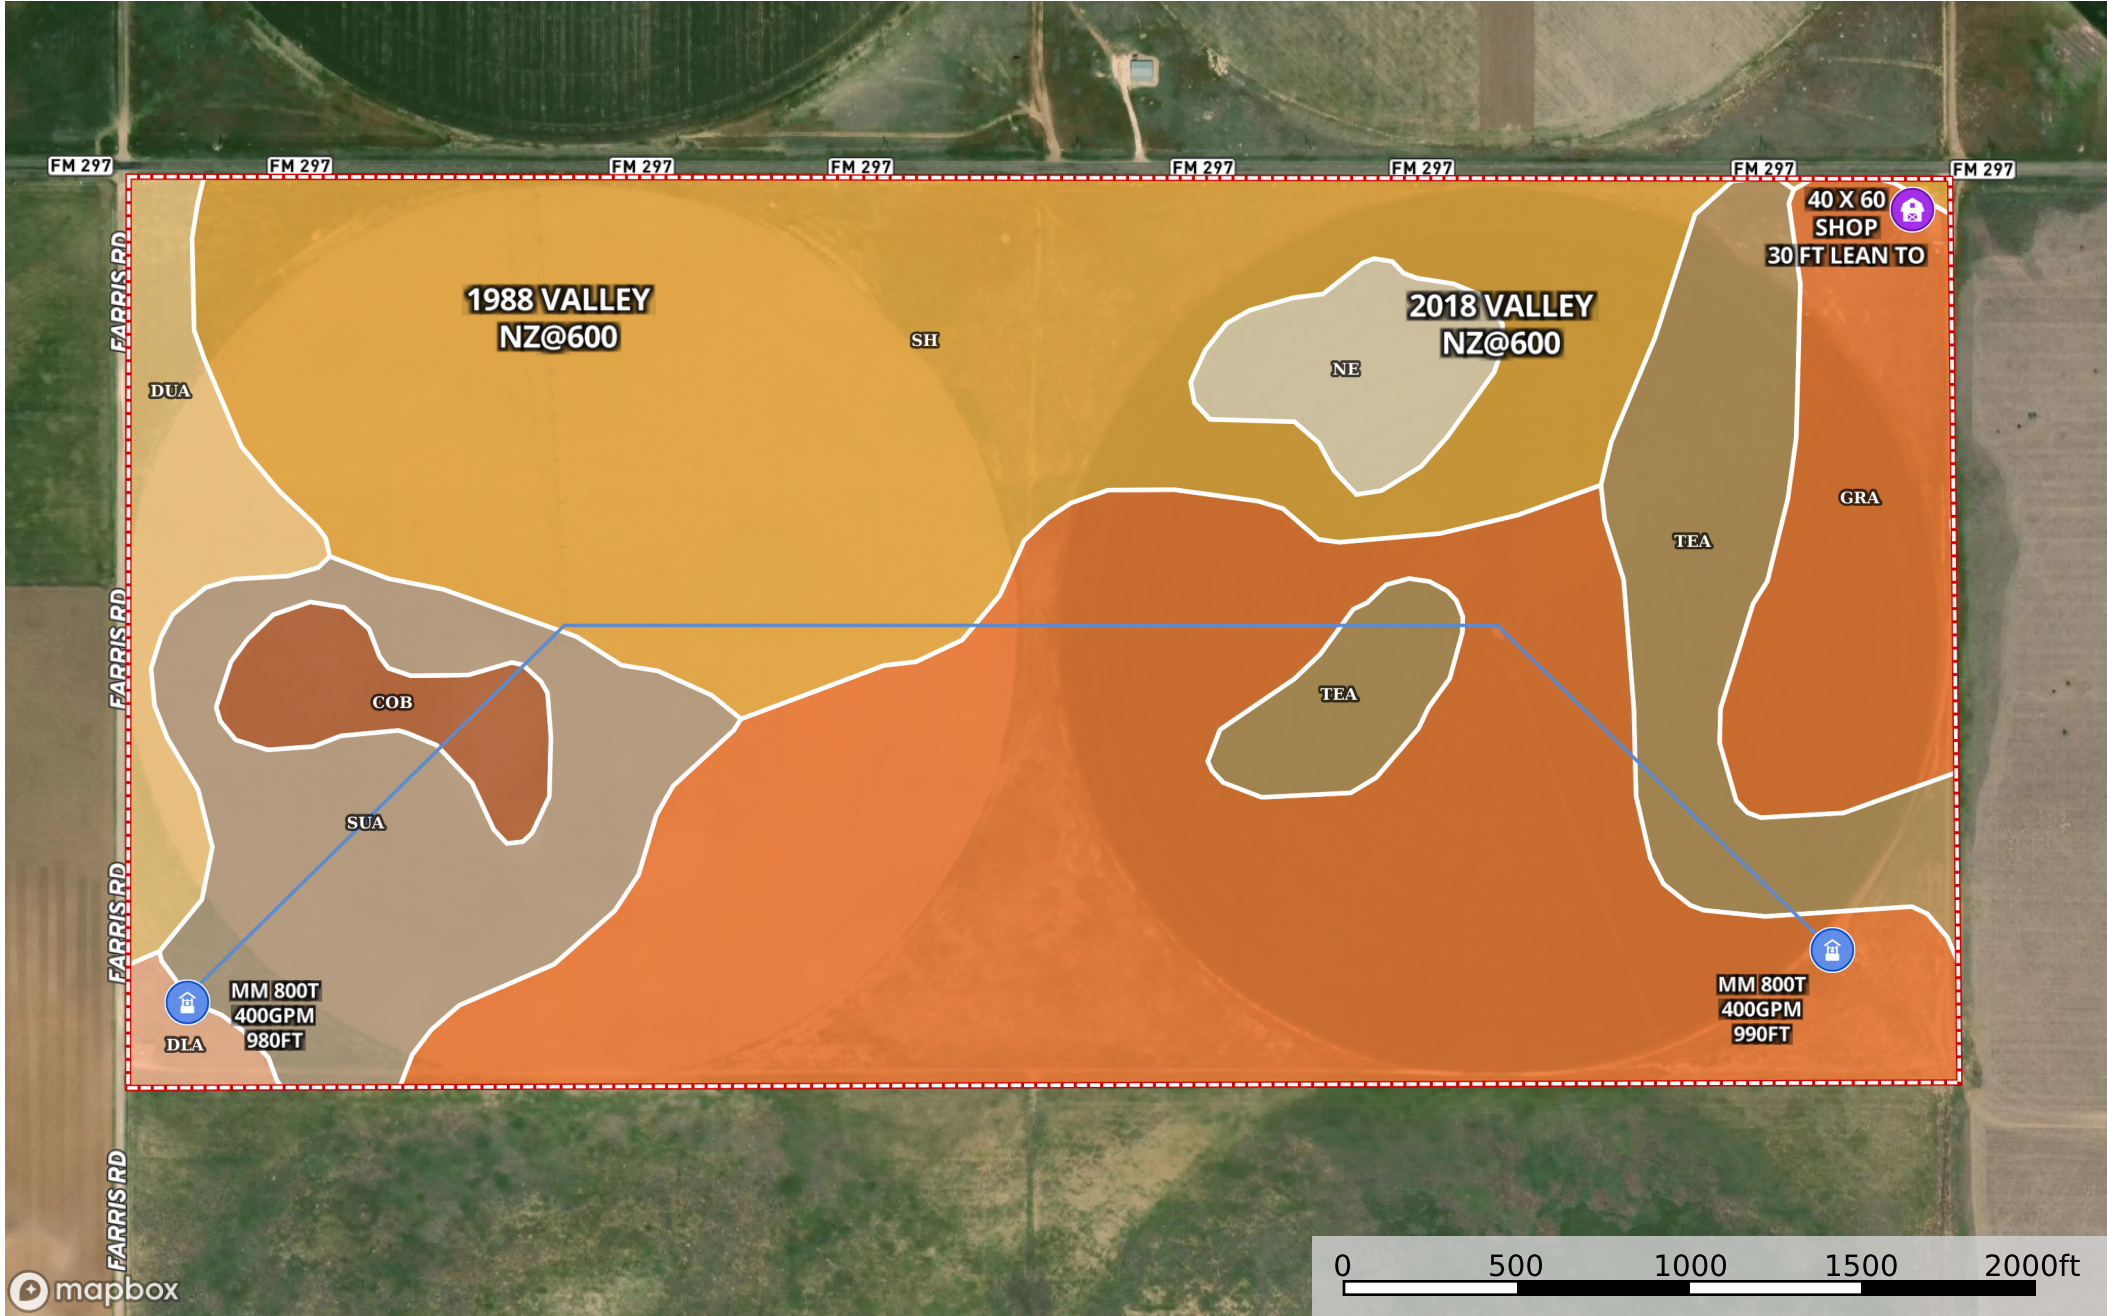 FM 297 FM 297 FM 297 FM 297 FM 297 FM 297 FM 297 FM 297
40 X 60
SHOP
30 FT LEAN TO
FARRIS RD
1988 VALLEY
NZ@600
2018 VALLEY
NZ@600
SH
NE
DUA
GRA
TEA
FARRIS RD
COB
TEA
SUA
FARRIS RD
MM 800T
400GPM
980FT
DLA
MM 800T
400GPM
990FT
FARRIS RD
0 500 1000 1500 2000ft
mapbox